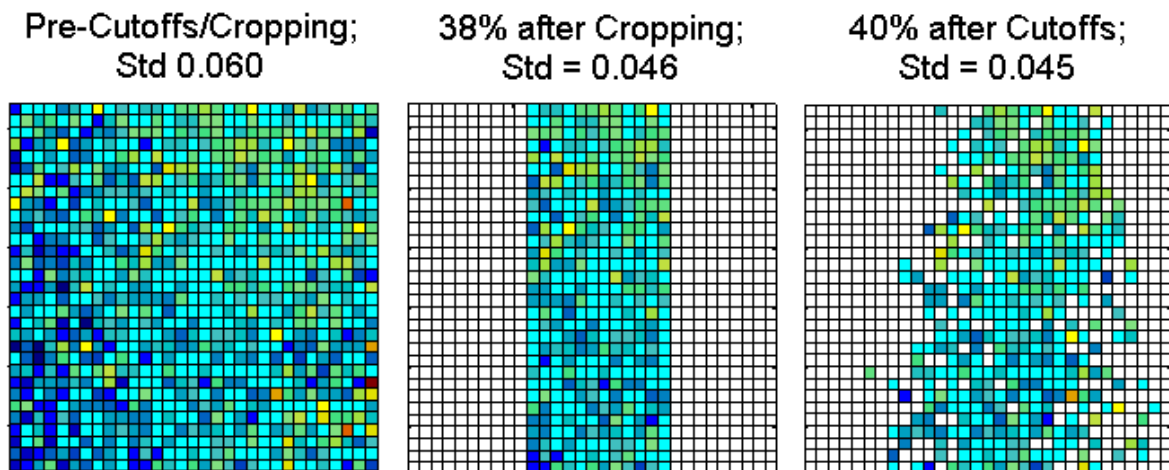 Pre-Cutoffs/Cropping;
Std 0.060
38% after Cropping;
Std = 0.046
40% after Cutoffs;
Std = 0.045